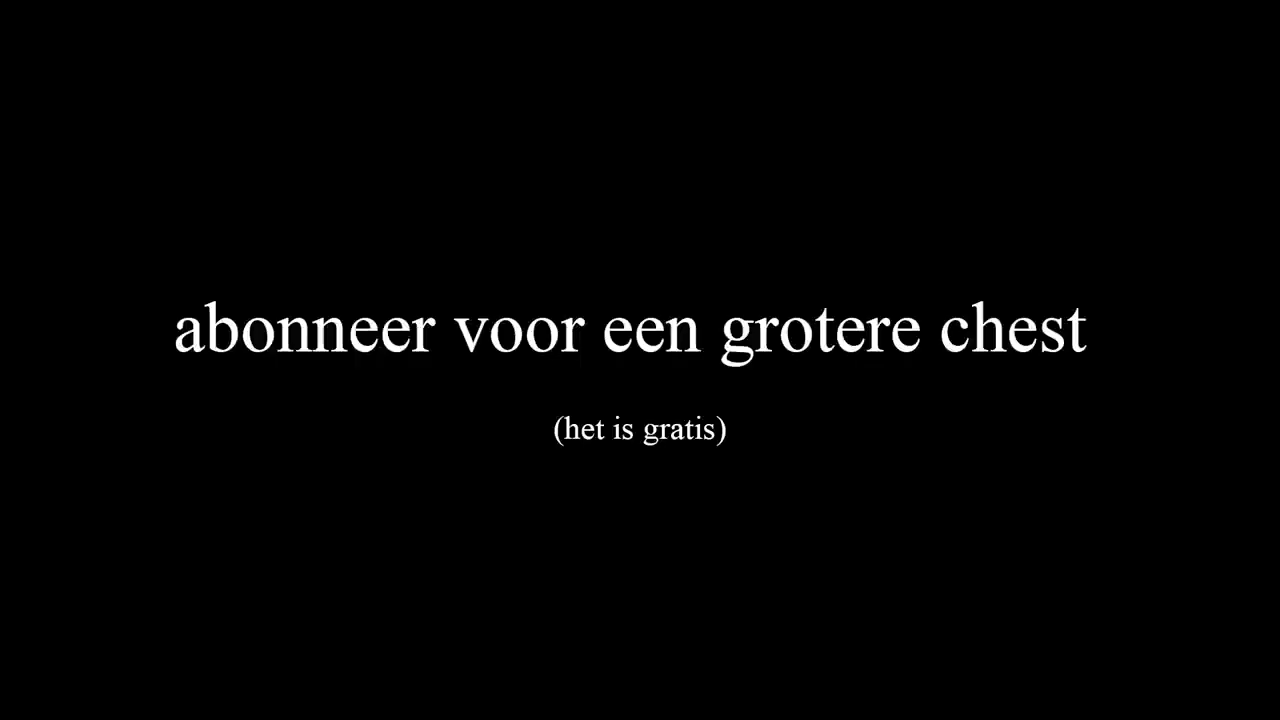 abonneer voor een grotere chest
(het is gratis)